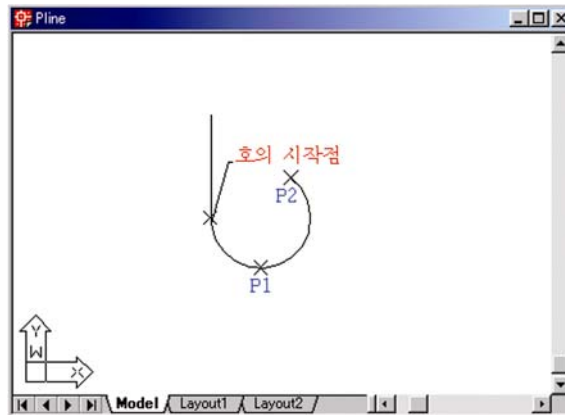 Pline
호의 시작점
P2
P1
Y
W
X
Model
Layout1
Layout2